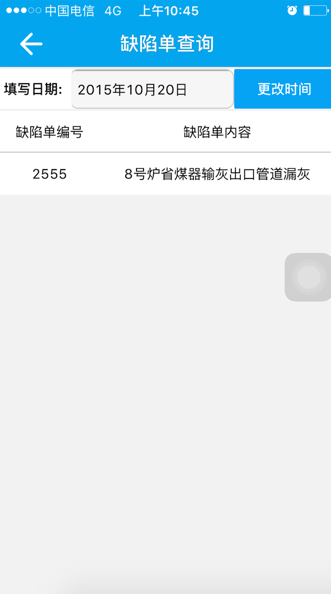 中国电信 4G 上午10:45
缺陷单查询
填写日期: 2015年10月20日 更改时间
缺陷单编号 缺陷单内容
2555 8号炉省煤器输灰出口管道漏灰